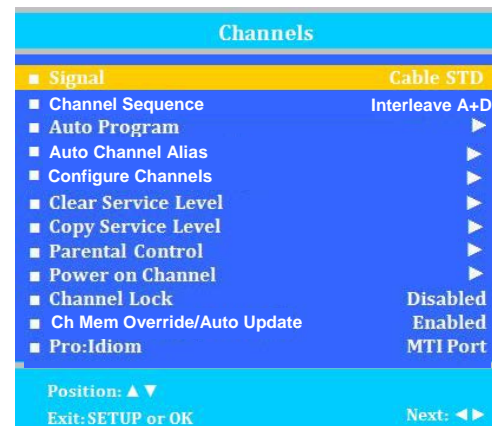 Channels
■ Signal Cable STD
■ Channel Sequence Interleave A+D
■ Auto Program ▶
■ Auto Channel Alias ▶
■ Configure Channels ▶
■ Clear Service Level ▶
■ Copy Service Level ▶
■ Parental Control ▶
■ Power on Channel ▶
■ Channel Lock Disabled
■ Ch Mem Override/Auto Update Enabled
■ Pro:Idiom MTI Port
Position: ▲ ▼
Exit: SETUP or OK Next: ◀ ▶